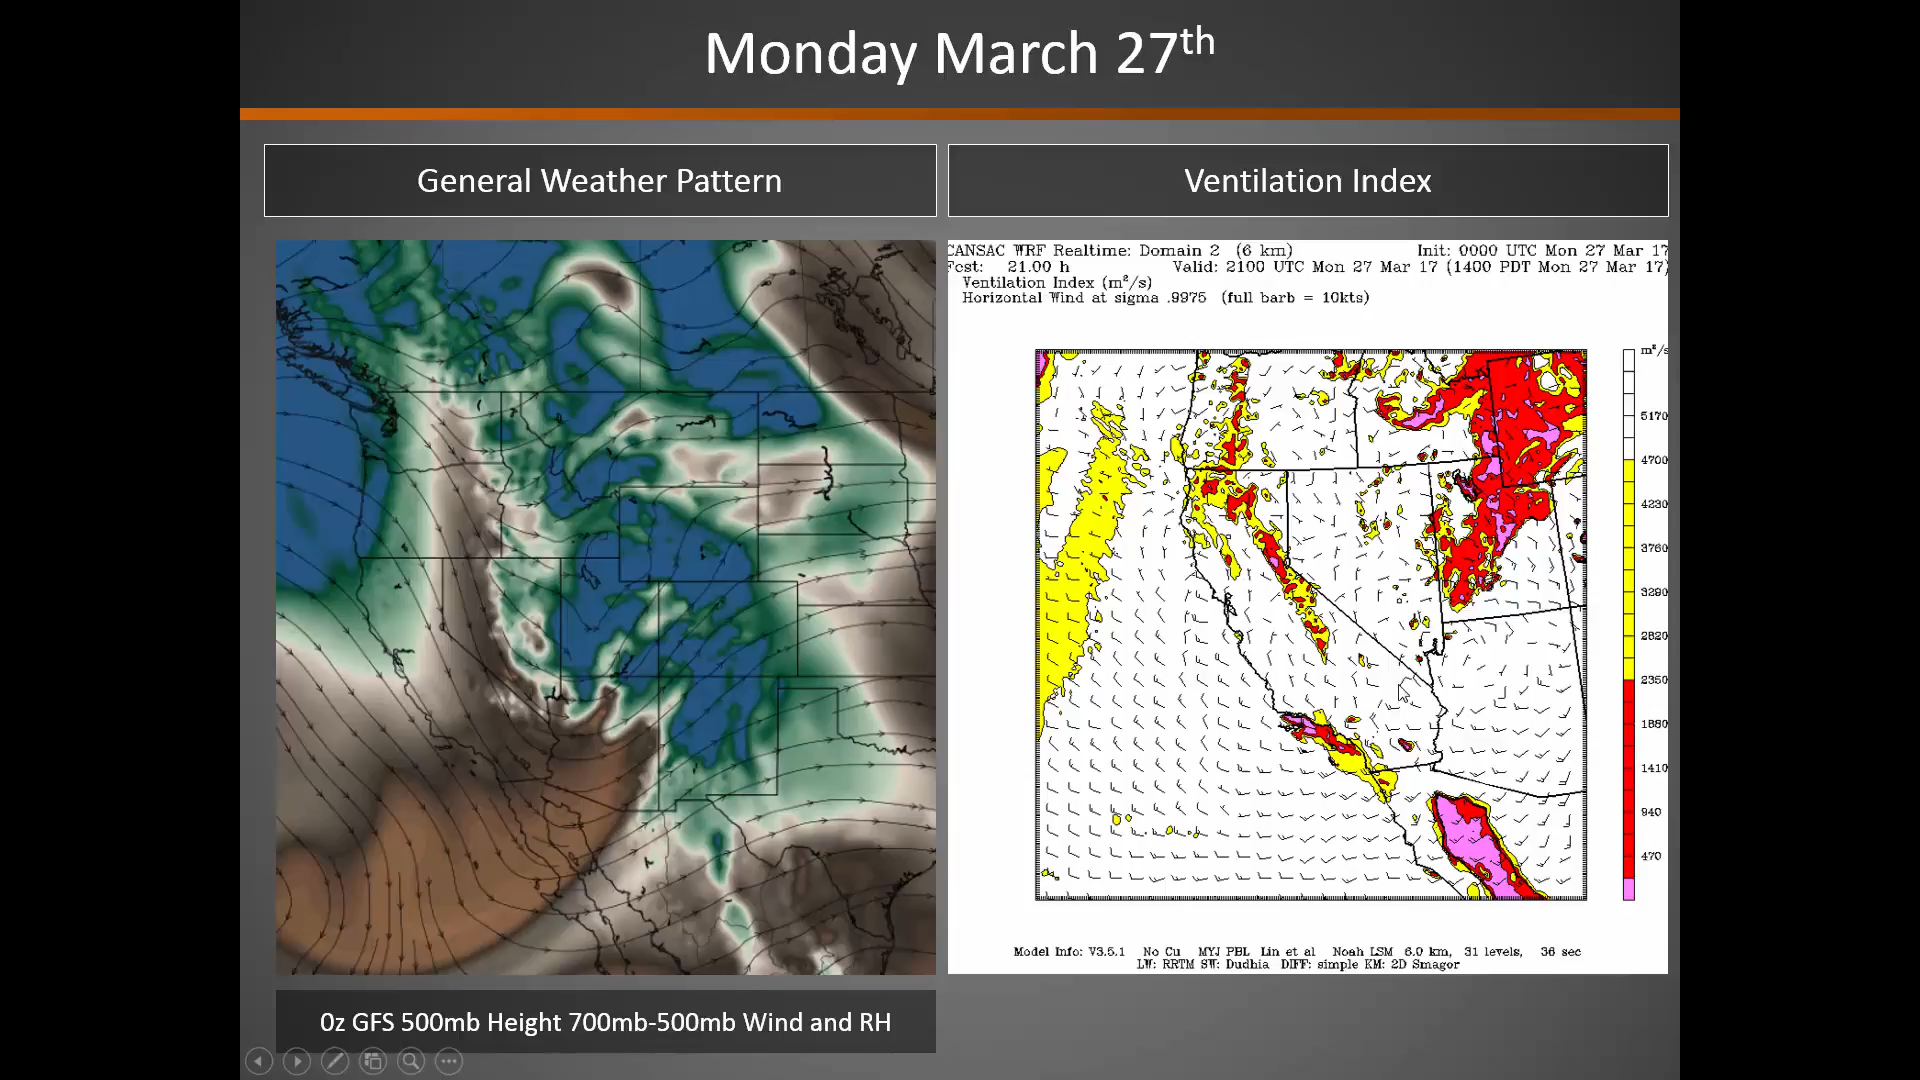 Monday March 27th
General Weather Pattern
Ventilation Index
CANSAC WRF Realtime: Domain 2 (6 km) Init: 0000 UTC Mon 27 Mar 17
Fcst: 21.00 h Valid: 2100 UTC Mon 27 Mar 17 (1400 PDT Mon 27 Mar 17)
Ventilation Index (m²/s)
Horizontal Wind at sigma .9975 (full barb = 10kts)
m²/s
5170
4700
4230
3760
3290
2820
2350
1880
1410
940
470
Model Info: V3.5.1 No Cu MYJ PBL Lin et al Noah LSM 6.0 km, 31 levels, 36 sec
LW: RRTM SW: Dudhia DIFF: simple KM: 2D Smagor
0z GFS 500mb Height 700mb-500mb Wind and RH